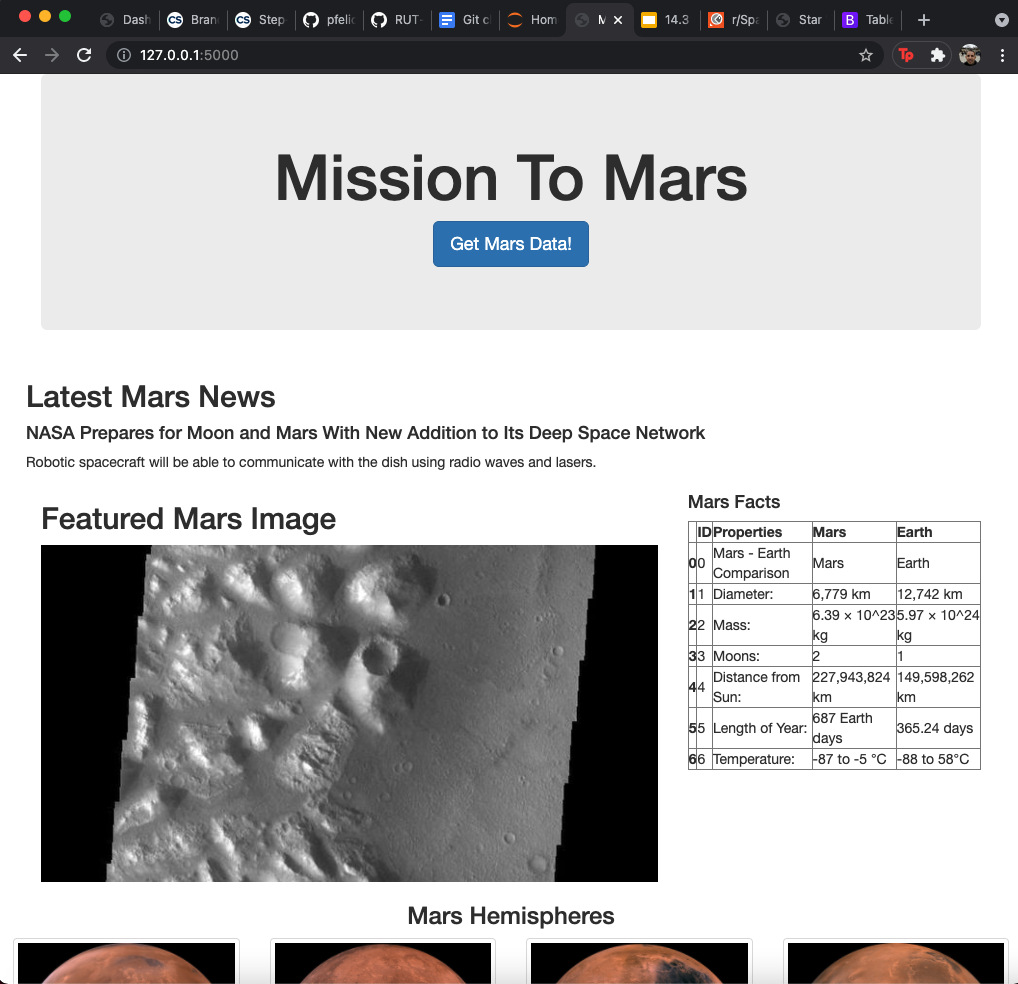 Dash
Bran
Step
pfelic
RUT-
Git cl
Hom
M
14.3
r/Spa
Star
B
Table
127.0.0.1:5000
Tp
Mission To Mars
Get Mars Data!
Latest Mars News
NASA Prepares for Moon and Mars With New Addition to Its Deep Space Network
Robotic spacecraft will be able to communicate with the dish using radio waves and lasers.
Featured Mars Image
Mars Facts
ID Properties Mars Earth
0 0 Mars - Earth Comparison Mars Earth
1 1 Diameter: 6,779 km 12,742 km
2 2 Mass: 6.39 × 10^23 kg 5.97 × 10^24 kg
3 3 Moons: 2 1
4 4 Distance from Sun: 227,943,824 km 149,598,262 km
5 5 Length of Year: 687 Earth days 365.24 days
6 6 Temperature: -87 to -5 °C -88 to 58°C
Mars Hemispheres